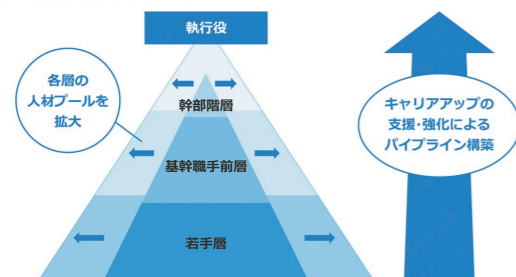 執行役
各層の
人材プールを
拡大
幹部階層
基幹職手前層
若手層
キャリアアップの
支援・強化による
パイプライン構築